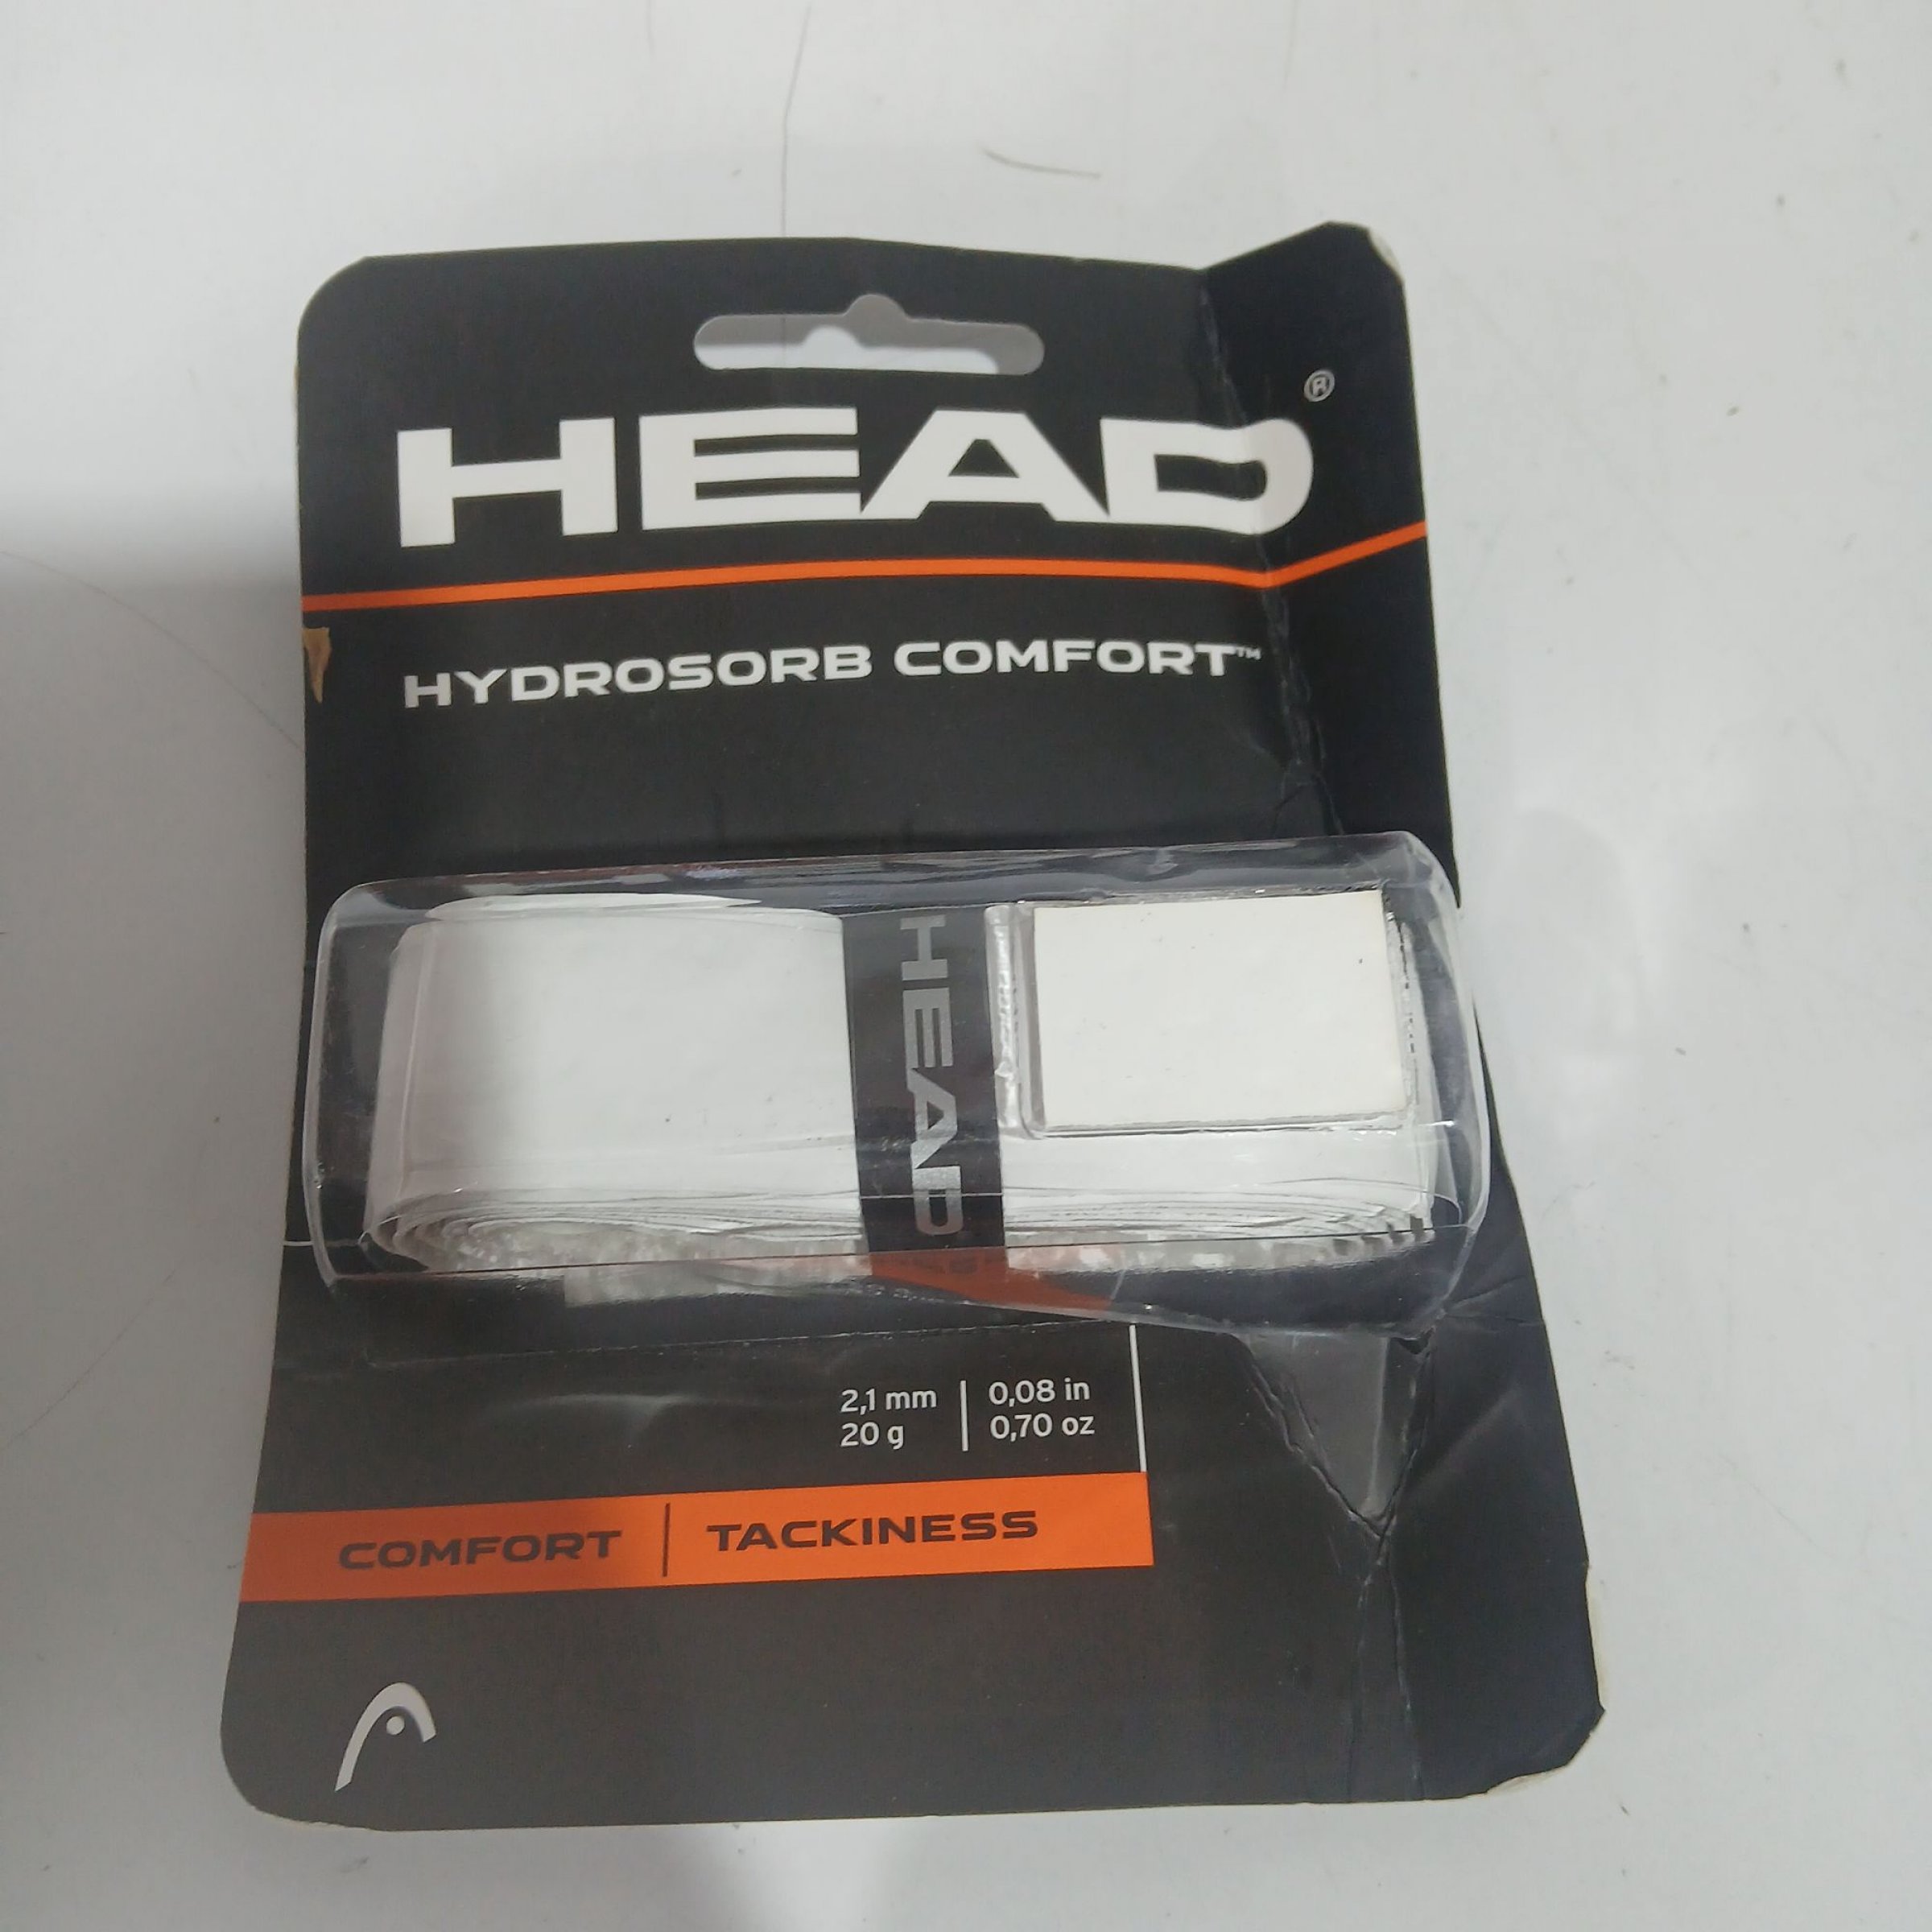 HEAD®
HYDROSORB COMFORT™
HEAD
2,1 mm | 0,08 in
20 g | 0,70 oz
COMFORT | TACKINESS